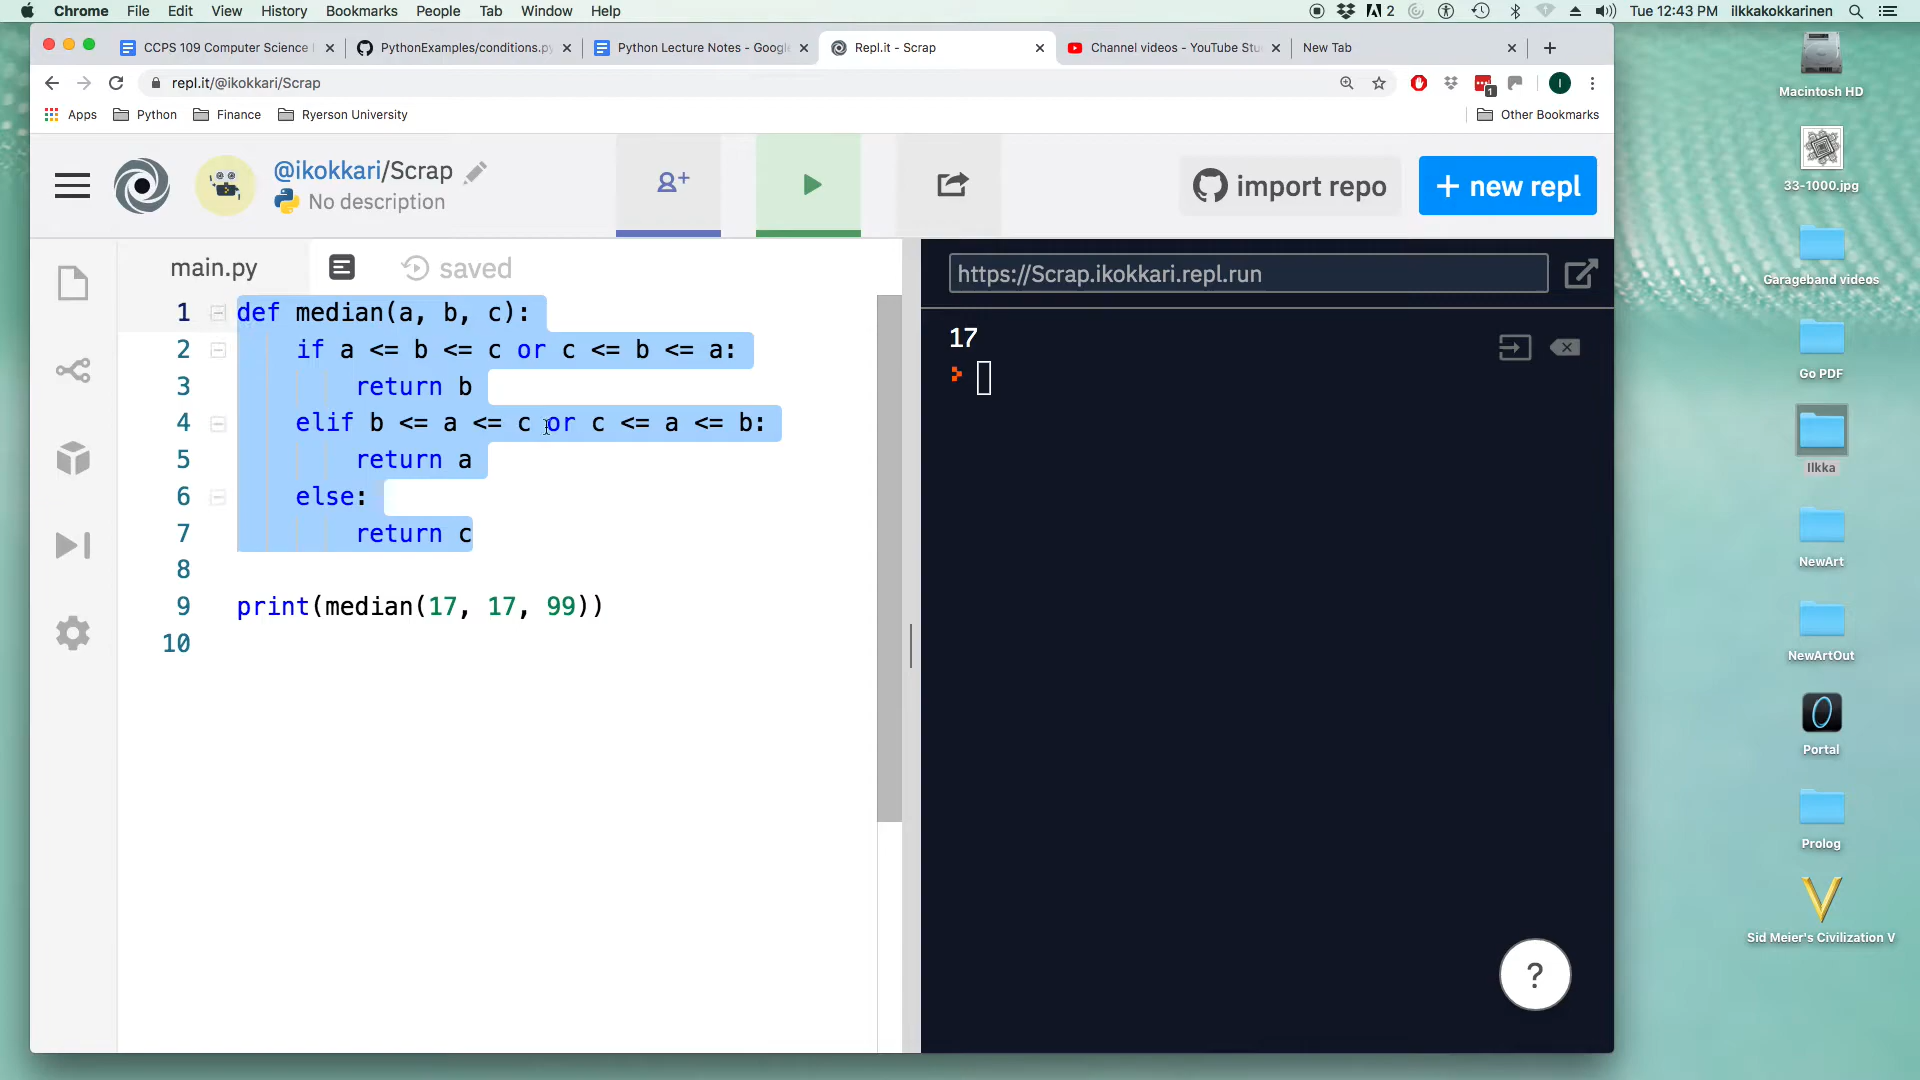 Chrome File Edit View History Bookmarks People Tab Window Help 2 Tue 12:43 PM ilkkakokkarinen
CCPS 109 Computer Science PythonExamples/conditions.py Python Lecture Notes - Google Repl.it - Scrap Channel videos - YouTube Stu New Tab
repl.it/@ikokkari/Scrap 1 I
Apps Python Finance Ryerson University Other Bookmarks
@ikokkari/Scrap
No description
import repo + new repl
main.py saved
https://Scrap.ikokkari.repl.run
1 def median(a, b, c):
2 if a <= b <= c or c <= b <= a:
3 return b
4 elif b <= a <= c or c <= a <= b:
5 return a
6 else:
7 return c
8
9 print(median(17, 17, 99))
10
17
?
Macintosh HD
33-1000.jpg
Garageband videos
Go PDF
Ilkka
NewArt
NewArtOut
Portal
Prolog
Sid Meier's Civilization V